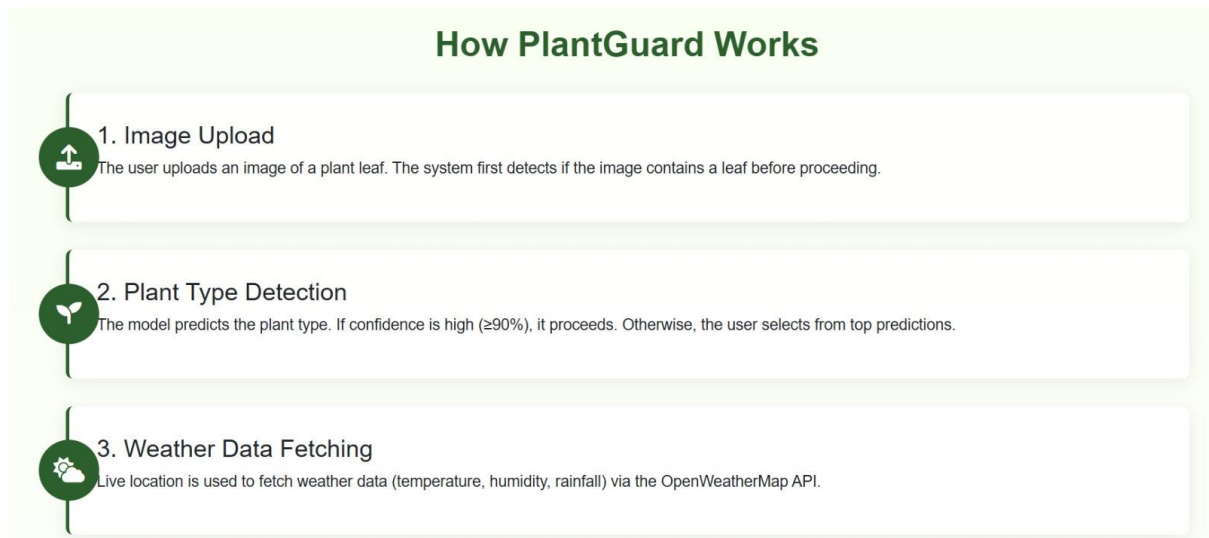 How PlantGuard Works
1. Image Upload
The user uploads an image of a plant leaf. The system first detects if the image contains a leaf before proceeding.
2. Plant Type Detection
The model predicts the plant type. If confidence is high (≥90%), it proceeds. Otherwise, the user selects from top predictions.
3. Weather Data Fetching
Live location is used to fetch weather data (temperature, humidity, rainfall) via the OpenWeatherMap API.